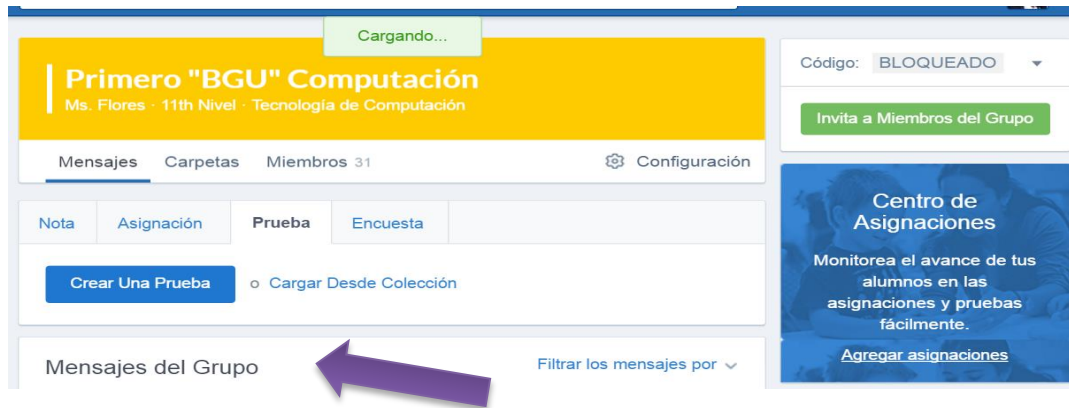 Cargando...
Primero "BGU" Computación
Ms. Flores · 11th Nivel · Tecnología de Computación
Mensajes Carpetas Miembros 31 Configuración
Nota Asignación Prueba Encuesta
Crear Una Prueba o Cargar Desde Colección
Mensajes del Grupo Filtrar los mensajes por
Código: BLOQUEADO
Invita a Miembros del Grupo
Centro de
Asignaciones
Monitorea el avance de tus
alumnos en las
asignaciones y pruebas
fácilmente.
Agregar asignaciones